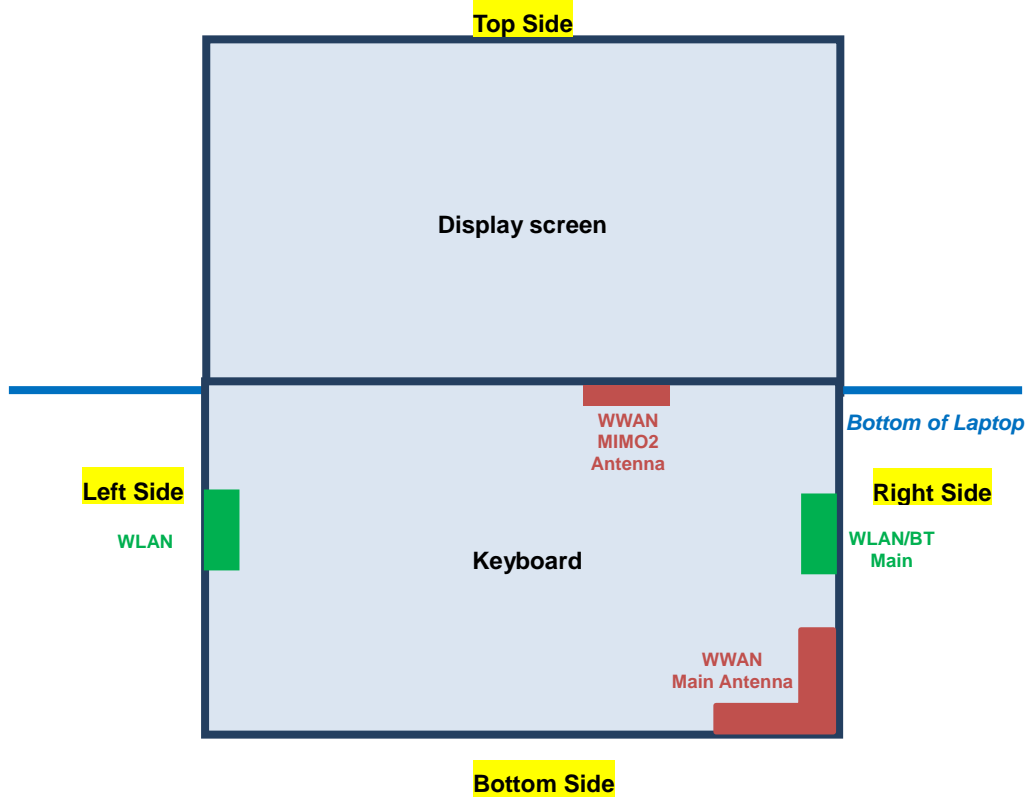 Top Side
Display screen
WWAN
MIMO2
Antenna
Bottom of Laptop
Left Side
Right Side
WLAN
WLAN/BT
Main
Keyboard
WWAN
Main Antenna
Bottom Side